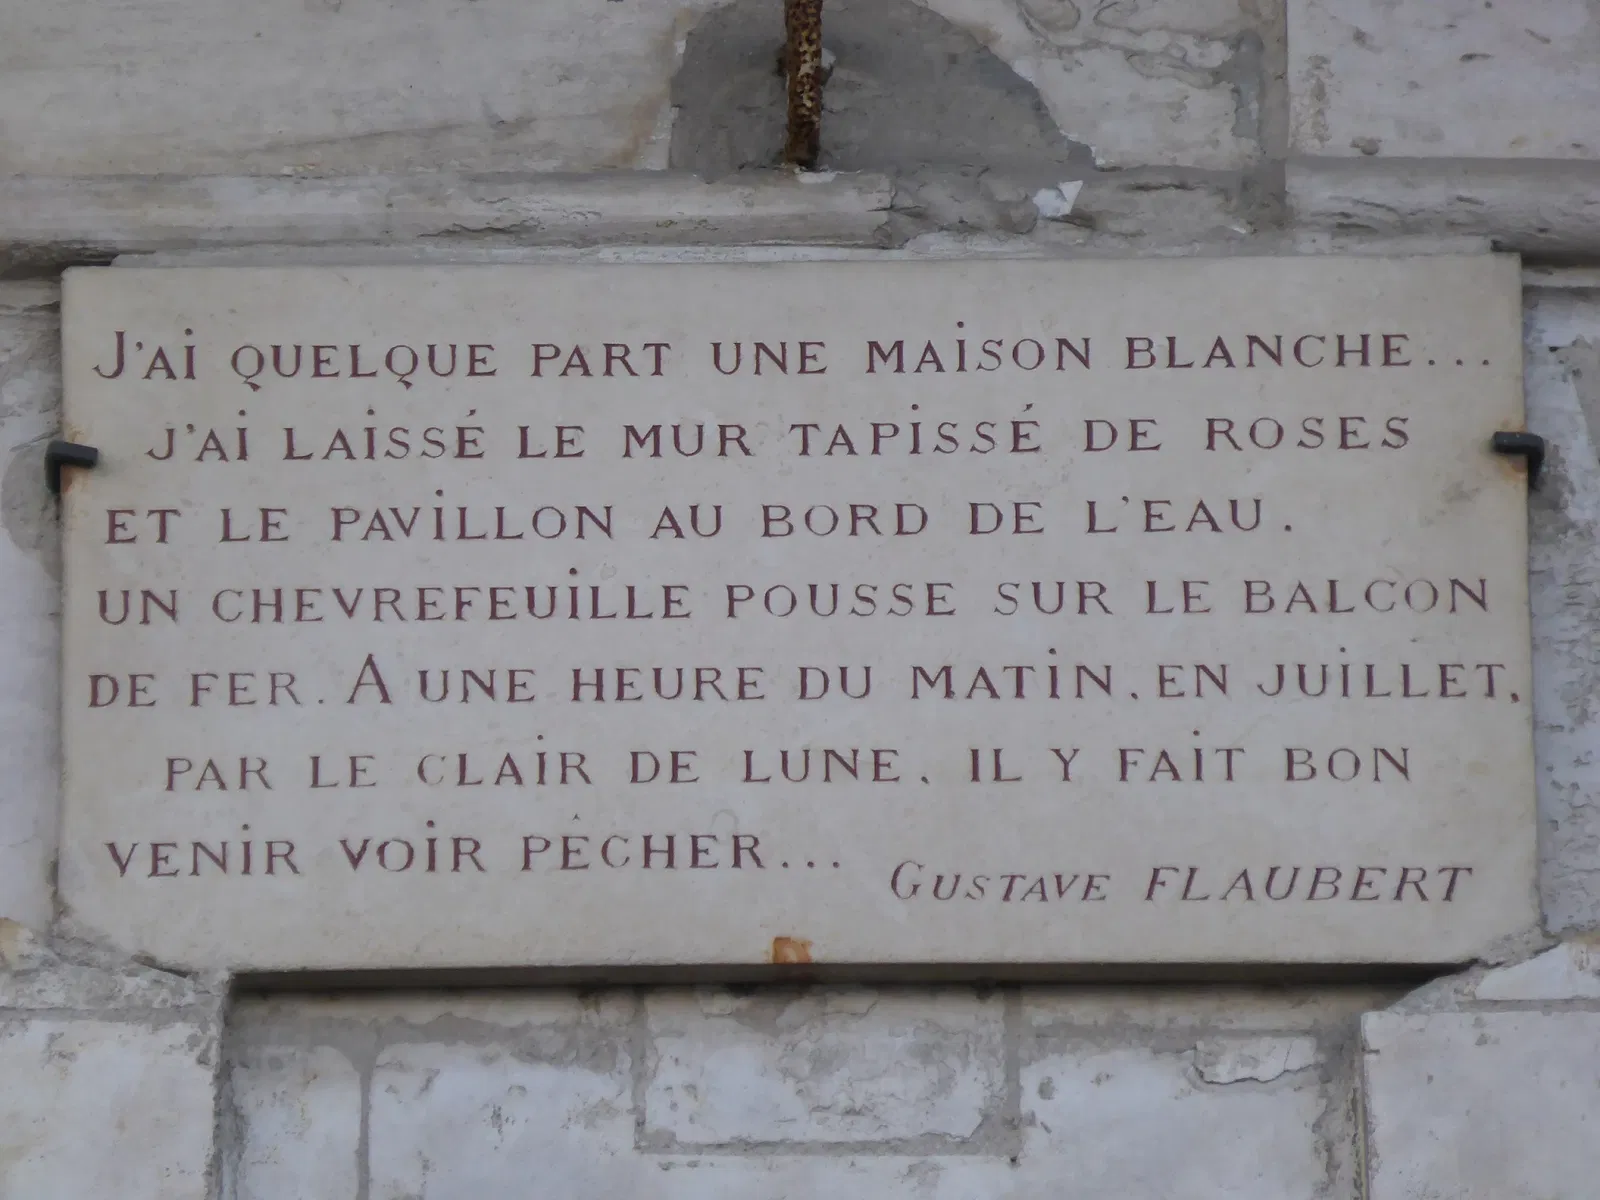 J'AI QUELQUE PART UNE MAISON BLANCHE...
J'AI LAISSÉ LE MUR TAPISSÉ DE ROSES
ET LE PAVILLON AU BORD DE L'EAU.
UN CHEVREFEUILLE POUSSE SUR LE BALCON
DE FER. A UNE HEURE DU MATIN, EN JUILLET,
PAR LE CLAIR DE LUNE, IL Y FAIT BON
VENIR VOIR PÊCHER...
GUSTAVE FLAUBERT